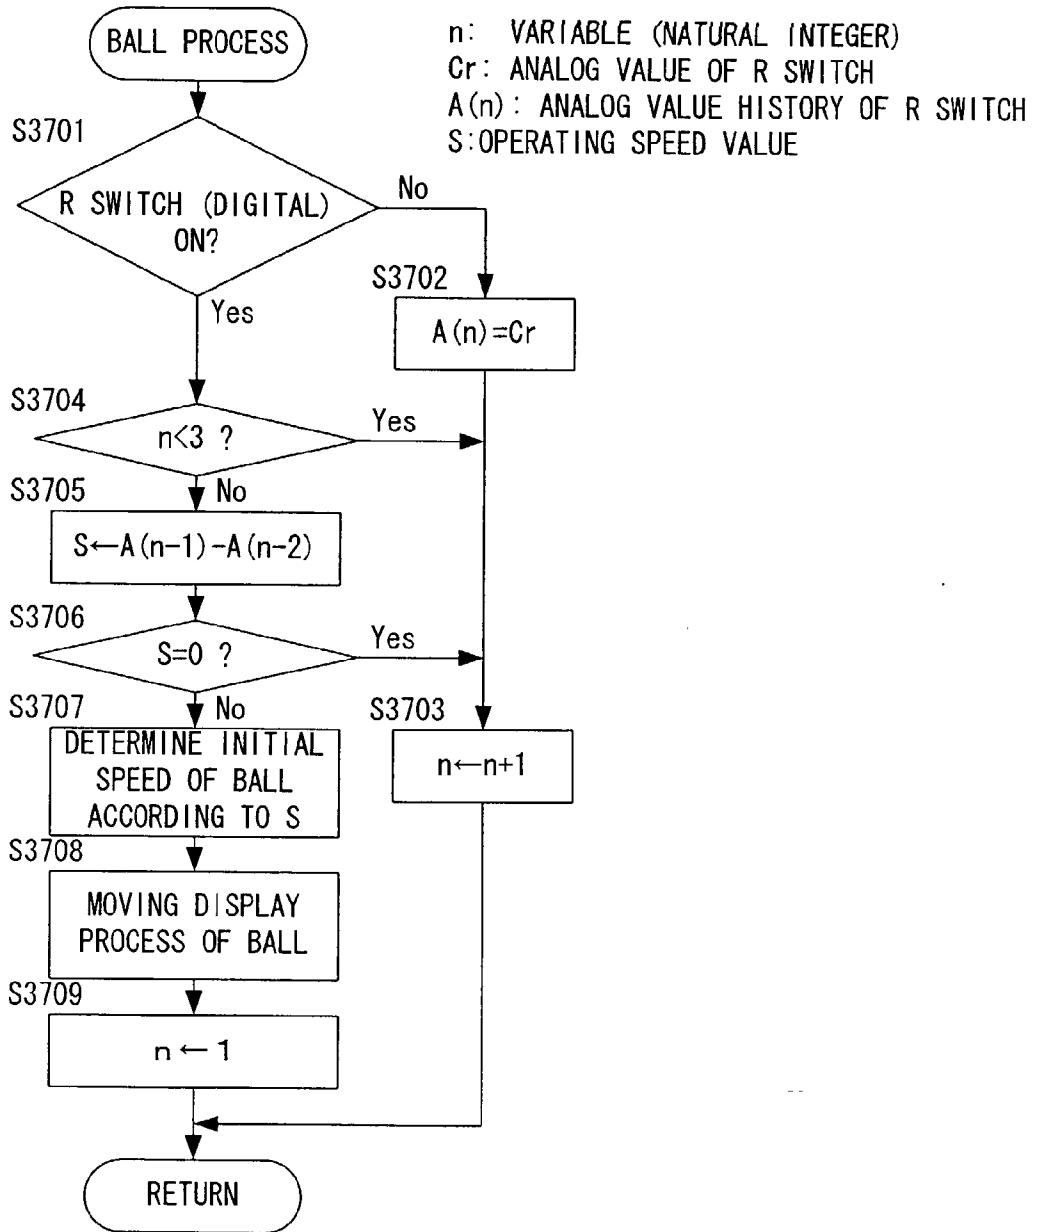 BALL PROCESS
n: VARIABLE (NATURAL INTEGER)
Cr: ANALOG VALUE OF R SWITCH
A(n): ANALOG VALUE HISTORY OF R SWITCH
S:OPERATING SPEED VALUE
S3701
R SWITCH (DIGITAL)
ON?
No
Yes
S3702
A(n)=Cr
S3704
n<3 ?
Yes
No
S3705
S←A(n-1)-A(n-2)
S3706
S=0 ?
Yes
No
S3703
n←n+1
S3707
DETERMINE INITIAL
SPEED OF BALL
ACCORDING TO S
S3708
MOVING DISPLAY
PROCESS OF BALL
S3709
n←1
RETURN